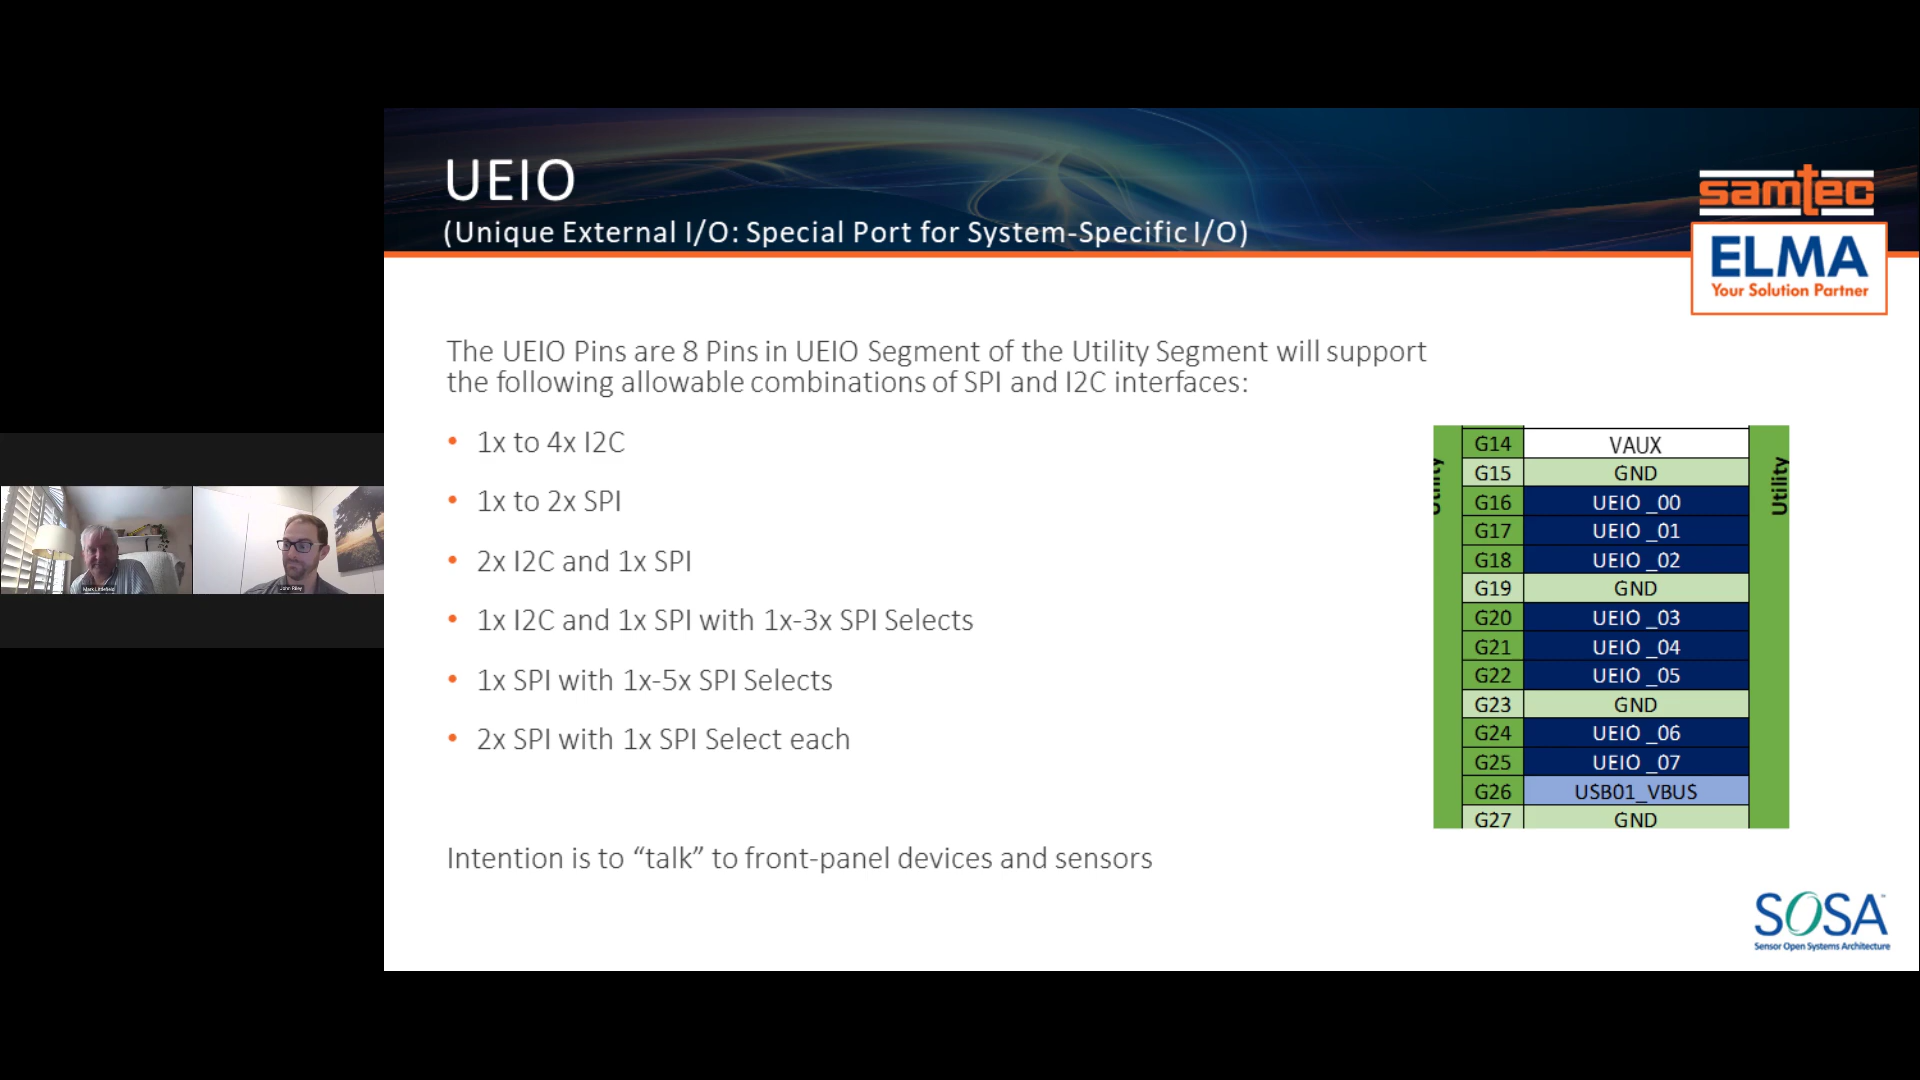 UEIO
(Unique External I/O: Special Port for System-Specific I/O)
samtec
ELMA
Your Solution Partner
The UEIO Pins are 8 Pins in UEIO Segment of the Utility Segment will support
the following allowable combinations of SPI and I2C interfaces:
• 1x to 4x I2C
• 1x to 2x SPI
• 2x I2C and 1x SPI
• 1x I2C and 1x SPI with 1x-3x SPI Selects
• 1x SPI with 1x-5x SPI Selects
• 2x SPI with 1x SPI Select each
Intention is to “talk” to front-panel devices and sensors
Utility
G14 VAUX
G15 GND
G16 UEIO _00
G17 UEIO _01
G18 UEIO _02
G19 GND
G20 UEIO _03
G21 UEIO _04
G22 UEIO _05
G23 GND
G24 UEIO _06
G25 UEIO _07
G26 USB01_VBUS
G27 GND
Utility
SOSA™
Sensor Open Systems Architecture
Mark Littlefield
John Riley